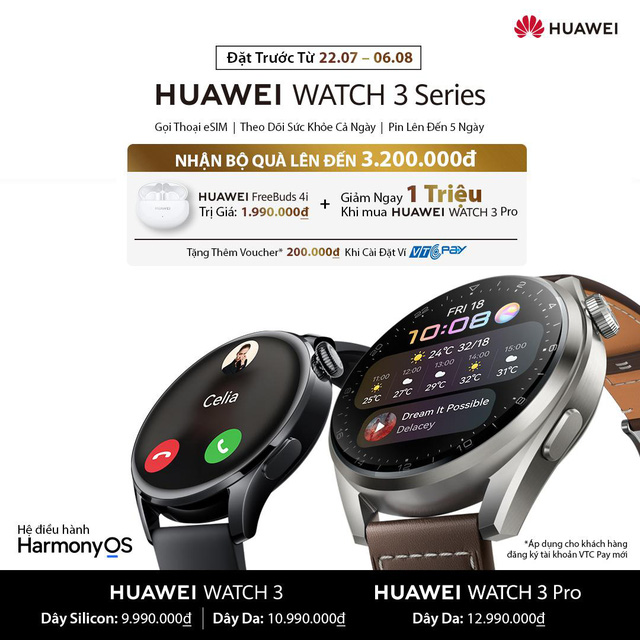 HUAWEI
Đặt Trước Từ 22.07 – 06.08
HUAWEI WATCH 3 Series
Gọi Thoại eSIM | Theo Dõi Sức Khỏe Cả Ngày | Pin Lên Đến 5 Ngày
NHẬN BỘ QUÀ LÊN ĐẾN 3.200.000đ
HUAWEI
HUAWEI FreeBuds 4i
Trị Giá: 1.990.000đ
+
Giảm Ngay 1 Triệu
Khi mua HUAWEI WATCH 3 Pro
Tặng Thêm Voucher* 200.000đ Khi Cài Đặt Ví VTC Pay
Celia
FRI 18
10:08
24°C 32/18
11:00 12:00 13:00 14:00 15:00
25°C 27°C 29°C 32°C 31°C
Dream It Possible
Delacey
Hệ điều hành
HarmonyOS
*Áp dụng cho khách hàng
đăng ký tài khoản VTC Pay mới
HUAWEI WATCH 3
Dây Silicon: 9.990.000đ | Dây Da: 10.990.000đ
HUAWEI WATCH 3 Pro
Dây Da: 12.990.000đ